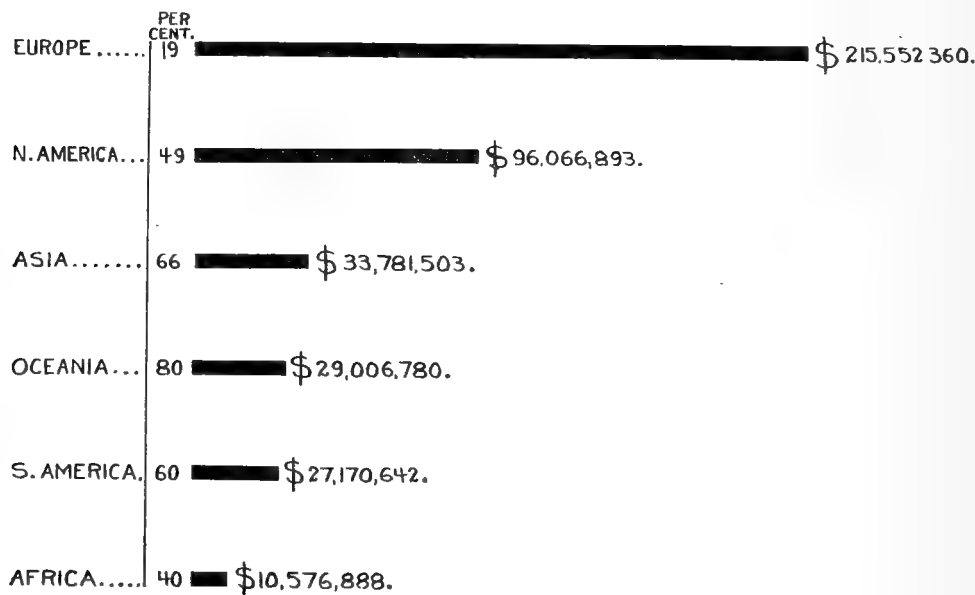 PER
CENT.
EUROPE...... 19 $ 215,552 360.
N. AMERICA... 49 $ 96,066,893.
ASIA....... 66 $ 33,781,503.
OCEANIA... 80 $ 29,006,780.
S. AMERICA. 60 $ 27,170,642.
AFRICA..... 40 $10,576,888.